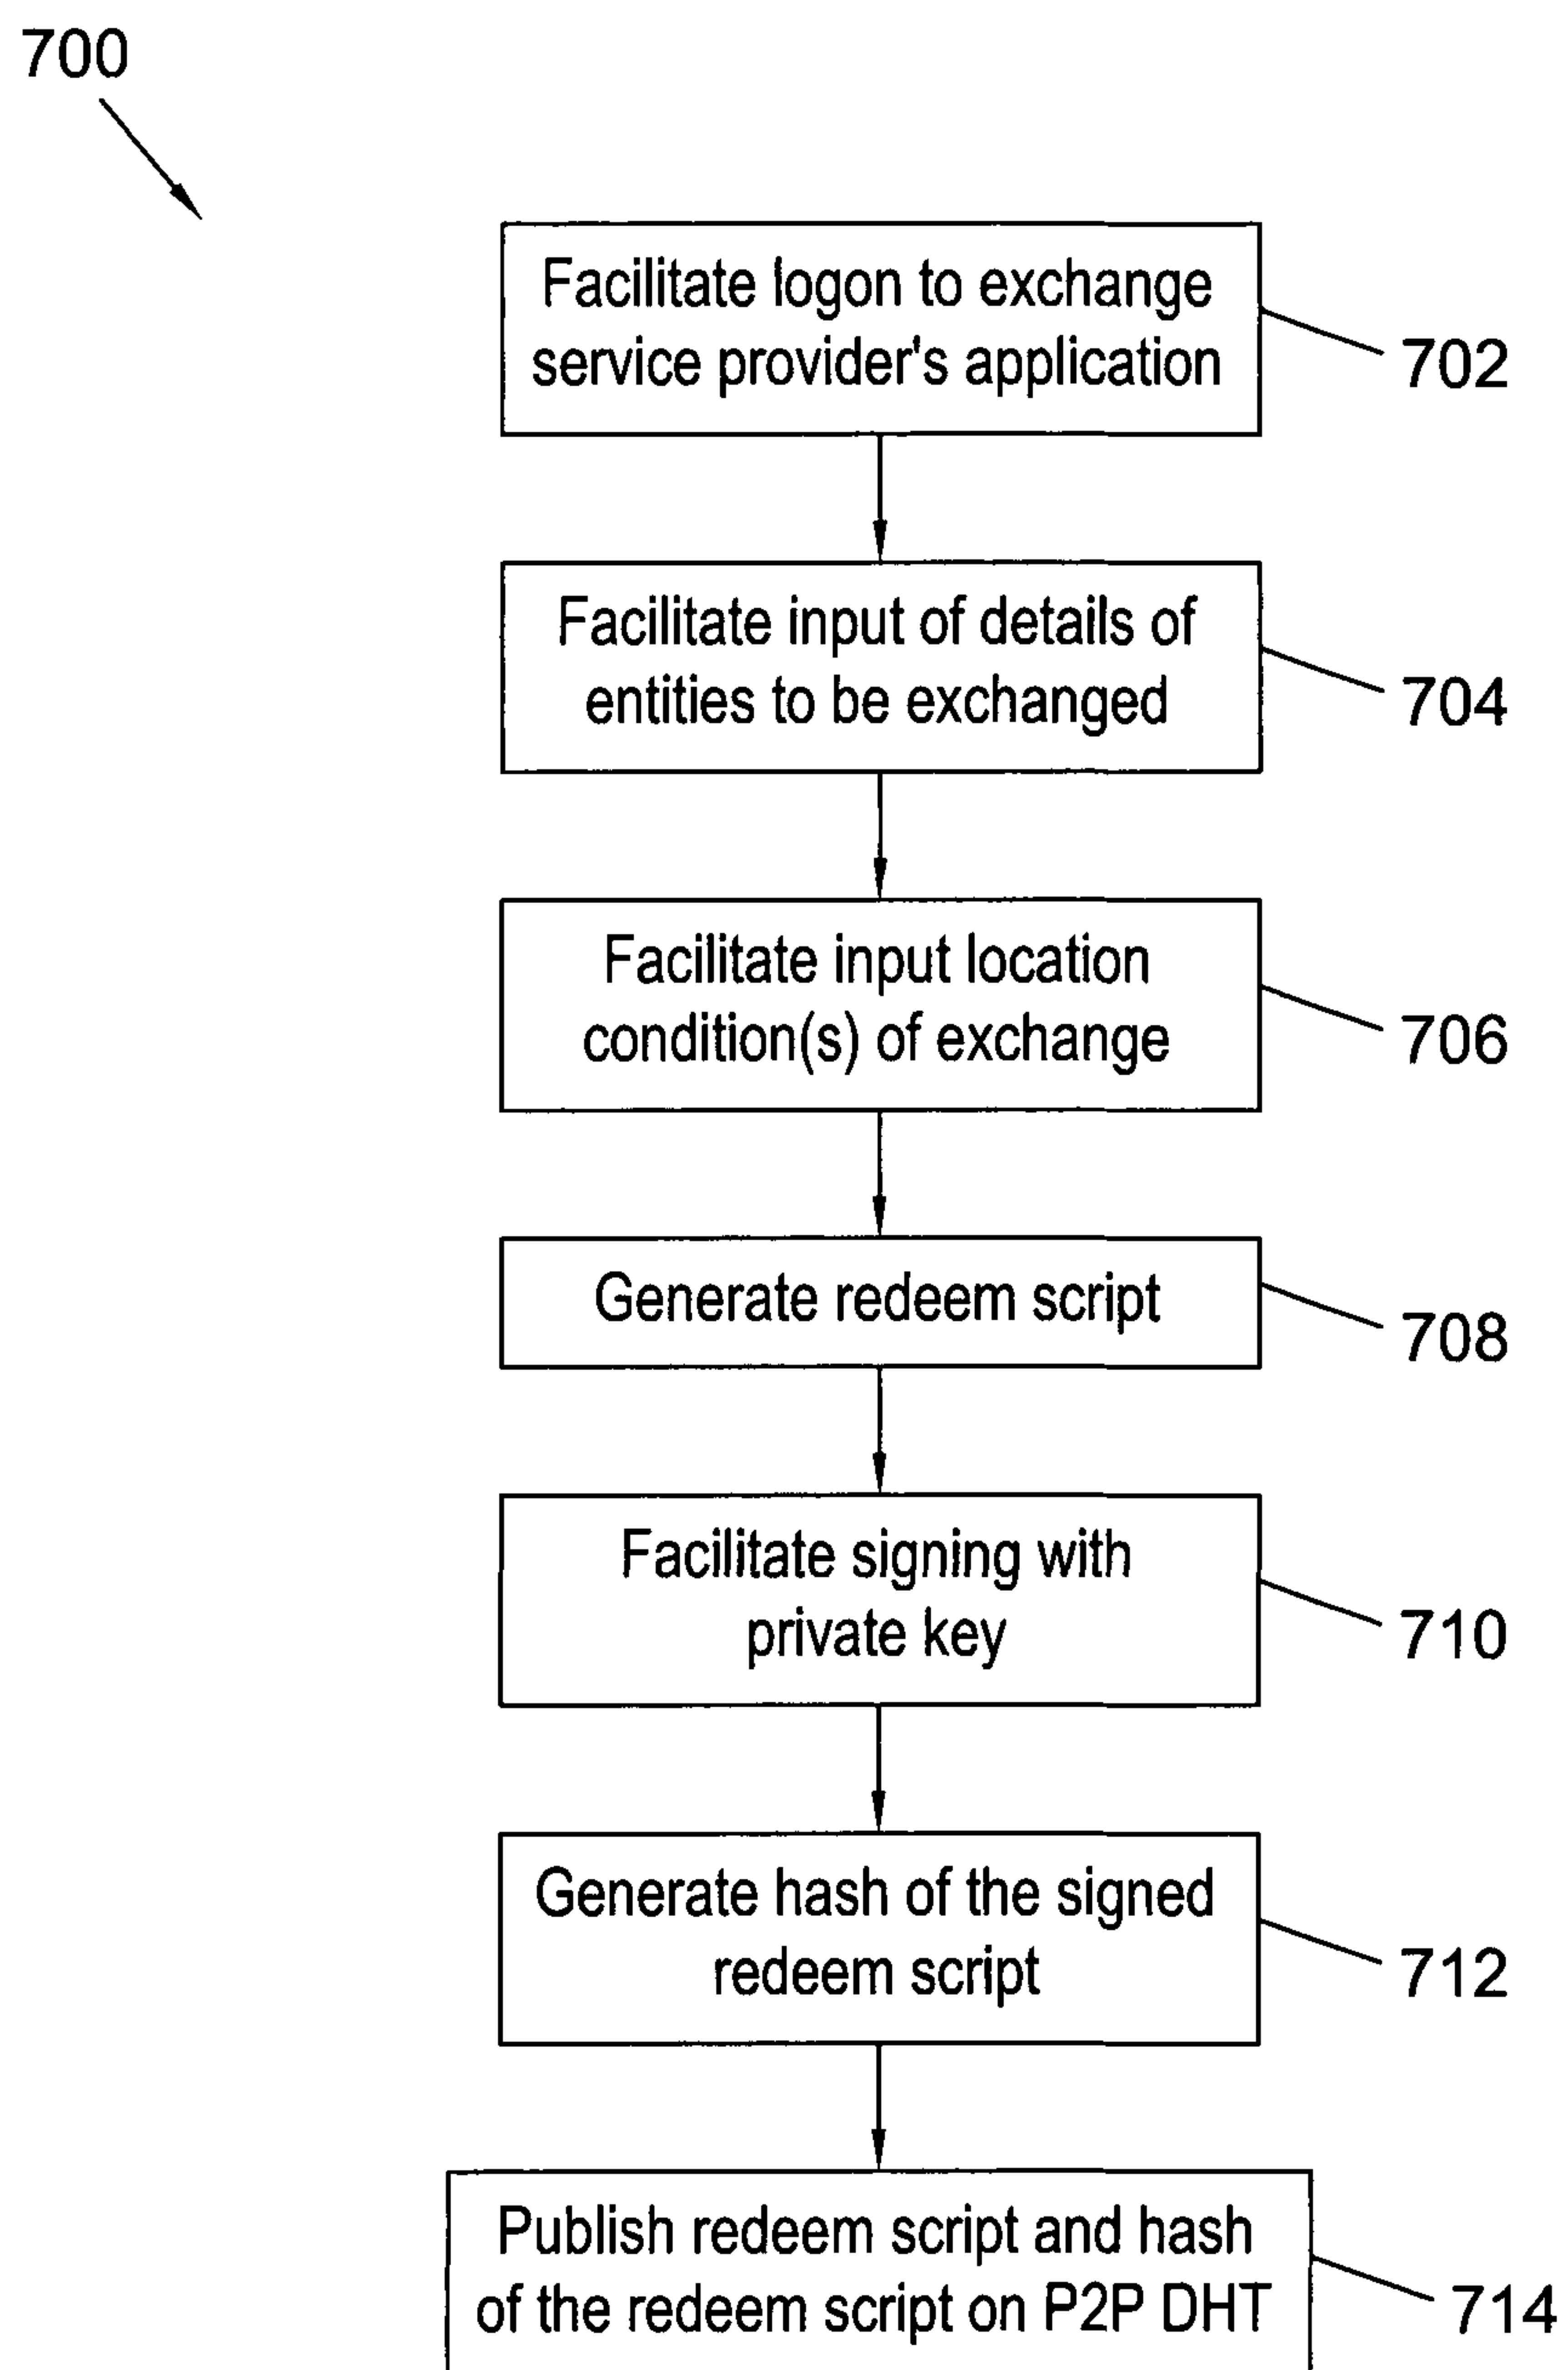 700
Facilitate logon to exchange
service provider's application
702
Facilitate input of details of
entities to be exchanged
704
Facilitate input location
condition(s) of exchange
706
Generate redeem script
708
Facilitate signing with
private key
710
Generate hash of the signed
redeem script
712
Publish redeem script and hash
of the redeem script on P2P DHT
714